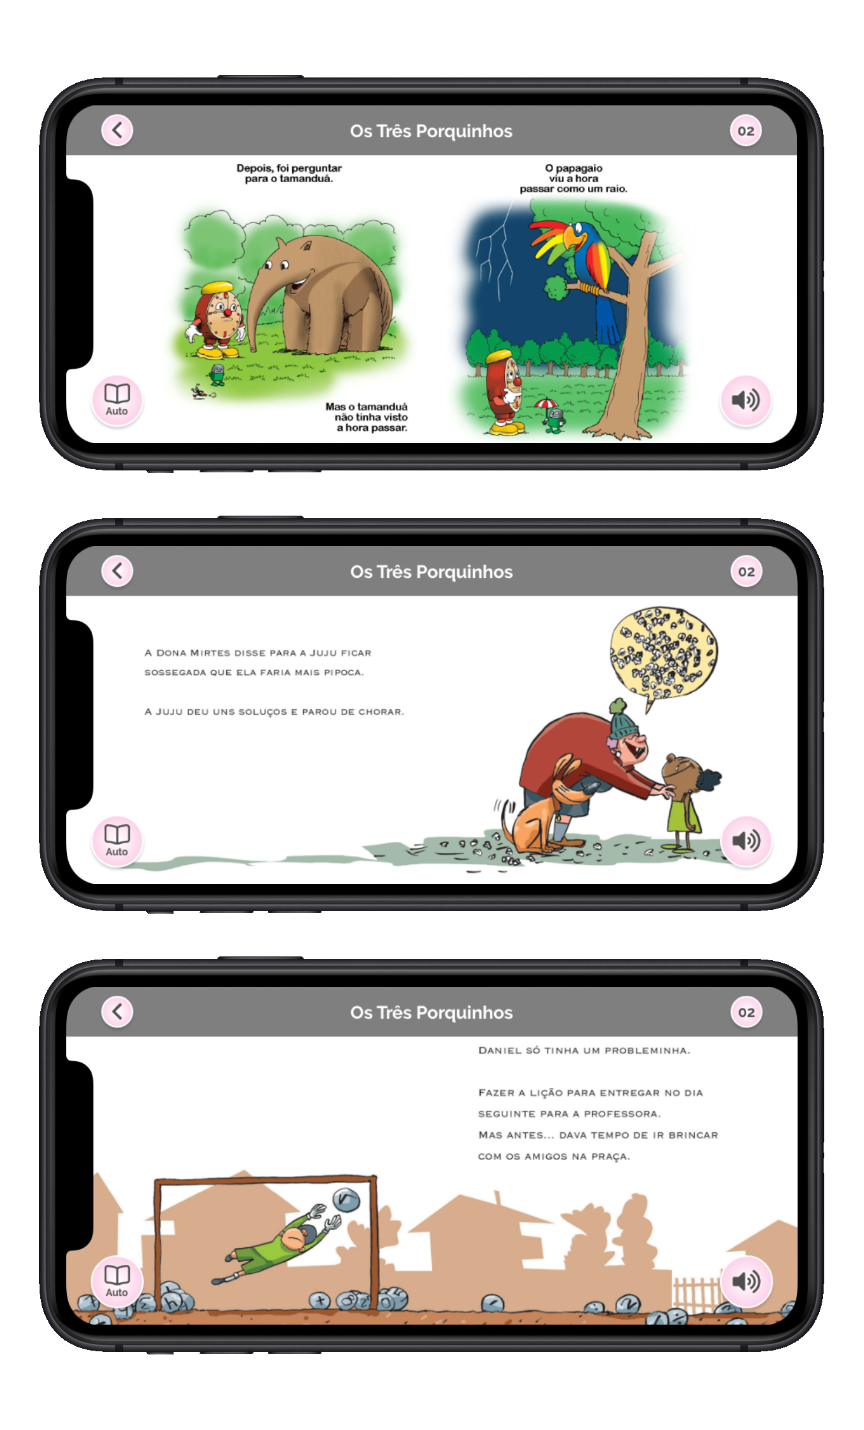 Os Três Porquinhos
02
Depois, foi perguntar
para o tamanduá.
O papagaio
viu a hora
passar como um raio.
Mas o tamanduá
não tinha visto
a hora passar.
Auto
Os Três Porquinhos
02
A Dona Mirtes disse para a Juju ficar
sossegada que ela faria mais pipoca.
A Juju deu uns soluços e parou de chorar.
Auto
Os Três Porquinhos
02
Daniel só tinha um probleminha.
Fazer a lição para entregar no dia
seguinte para a professora.
Mas antes... dava tempo de ir brincar
com os amigos na praça.
Auto